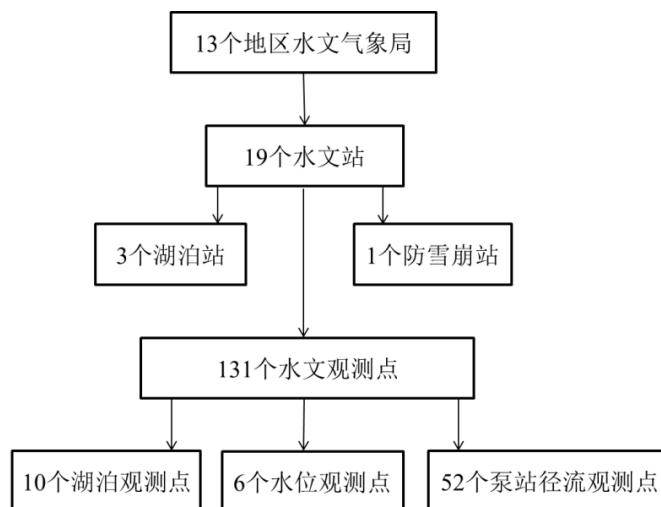 13个地区水文气象局
19个水文站
3个湖泊站
1个防雪崩站
131个水文观测点
10个湖泊观测点
6个水位观测点
52个泵站径流观测点